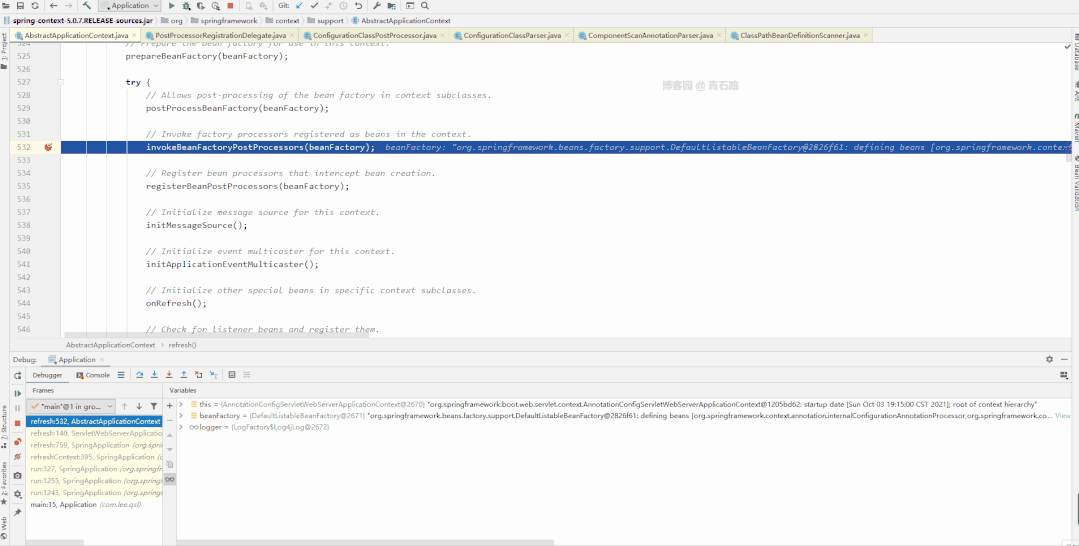 Application
Git:
spring-context-5.0.7.RELEASE-sources.jar org springframework context support AbstractApplicationContext
AbstractApplicationContext.java PostProcessorRegistrationDelegate.java ConfigurationClassPostProcessor.java ConfigurationClassParser.java ComponentScanAnnotationParser.java ClassPathBeanDefinitionScanner.java
524 // Prepare the bean factory for use in this context.
525 prepareBeanFactory(beanFactory);
526
527 try {
528 // Allows post-processing of the bean factory in context subclasses.
529 postProcessBeanFactory(beanFactory);
530
531 // Invoke factory processors registered as beans in the context.
532 invokeBeanFactoryPostProcessors(beanFactory); beanFactory: "org.springframework.beans.factory.support.DefaultListableBeanFactory@2826f61: defining beans [org.springframework.context
533
534 // Register bean processors that intercept bean creation.
535 registerBeanPostProcessors(beanFactory);
536
537 // Initialize message source for this context.
538 initMessageSource();
539
540 // Initialize event multicaster for this context.
541 initApplicationEventMulticaster();
542
543 // Initialize other special beans in specific context subclasses.
544 onRefresh();
545
546 // Check for listener beans and register them.
博客园 @ 青石路
AbstractApplicationContext refresh()
Debug: Application
Debugger Console
Frames
Variables
"main"@1 in gro...
refresh:532, AbstractApplicationContext
refresh:140, ServletWebServerApplication
refresh:759, SpringApplication (org.spri
refreshContext:395, SpringApplication (o
run:327, SpringApplication (org.springfr
run:1255, SpringApplication (org.springf
run:1243, SpringApplication (org.springf
main:15, Application (com.lee.qsl)
this = {AnnotationConfigServletWebServerApplicationContext@2670} "org.springframework.boot.web.servlet.context.AnnotationConfigServletWebServerApplicationContext@1205bd62: startup date [Sun Oct 03 19:15:00 CST 2021]; root of context hierarchy"
beanFactory = {DefaultListableBeanFactory@2671} "org.springframework.beans.factory.support.DefaultListableBeanFactory@2826f61: defining beans [org.springframework.context.annotation.internalConfigurationAnnotationProcessor,org.springframework.co... View
logger = {LogFactory$Log4jLog@2672}
1: Project
Z: Structure
2: Favorites
Web
Database
Ant
Maven
Bean Validation